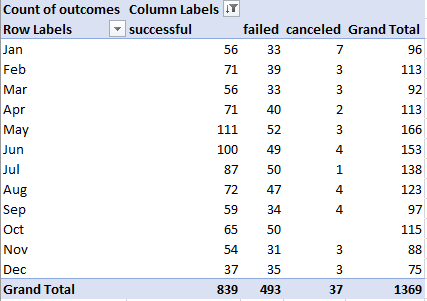 Count of outcomes Column Labels
Row Labels successful failed canceled Grand Total
Jan 56 33 7 96
Feb 71 39 3 113
Mar 56 33 3 92
Apr 71 40 2 113
May 111 52 3 166
Jun 100 49 4 153
Jul 87 50 1 138
Aug 72 47 4 123
Sep 59 34 4 97
Oct 65 50 115
Nov 54 31 3 88
Dec 37 35 3 75
Grand Total 839 493 37 1369